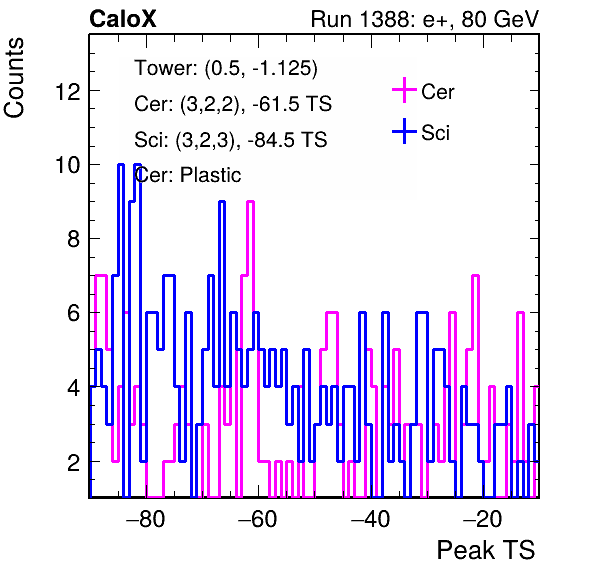 CaloX Run 1388: e+, 80 GeV
Counts
Tower: (0.5, -1.125)
Cer: (3,2,2), -61.5 TS
Sci: (3,2,3), -84.5 TS
Cer: Plastic
Cer
Sci
12
10
8
6
4
2
−80 −60 −40 −20
Peak TS